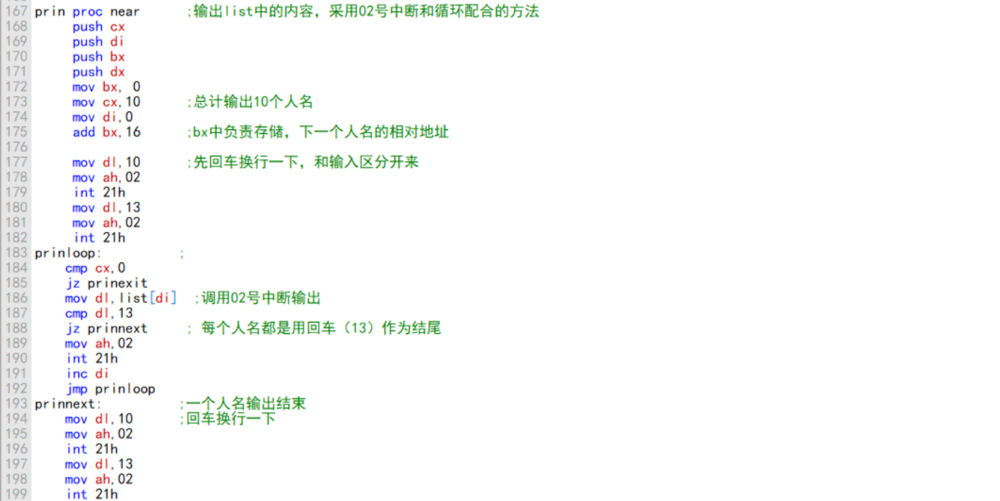 167 prin proc near ;输出list中的内容，采用02号中断和循环配合的方法
168 push cx
169 push di
170 push bx
171 push dx
172 mov bx, 0
173 mov cx,10 ;总计输出10个人名
174 mov di,0
175 add bx,16 ;bx中负责存储，下一个人名的相对地址
176
177 mov dl,10 ;先回车换行一下，和输入区分开来
178 mov ah,02
179 int 21h
180 mov dl,13
181 mov ah,02
182 int 21h
183 prinloop: ;
184 cmp cx,0
185 jz prinexit
186 mov dl,list[di] ;调用02号中断输出
187 cmp dl,13
188 jz prinnext ; 每个人名都是用回车（13）作为结尾
189 mov ah,02
190 int 21h
191 inc di
192 jmp prinloop
193 prinnext: ;一个人名输出结束
194 mov dl,10 ;回车换行一下
195 mov ah,02
196 int 21h
197 mov dl,13
198 mov ah,02
199 int 21h